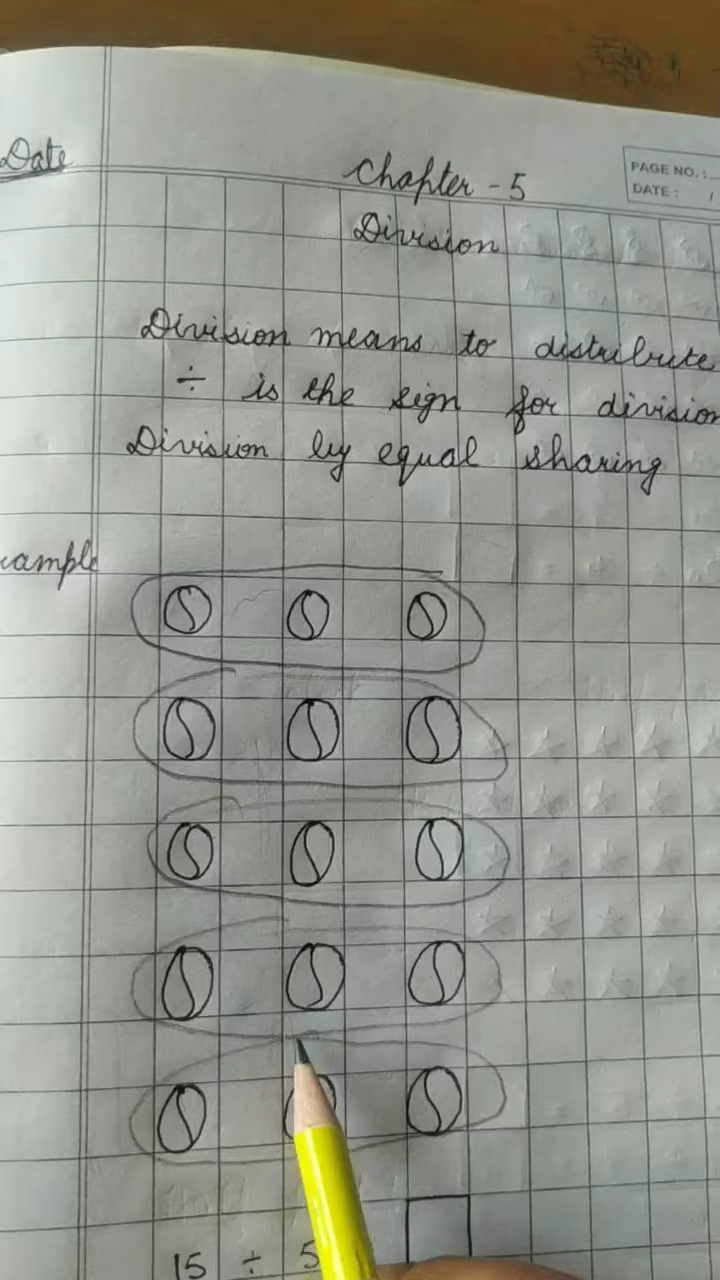 Date
Chapter - 5
PAGE NO.:
DATE : /
Division
Division means to distribute
÷ is the sign for division
Division by equal sharing
xample
15 ÷ 5